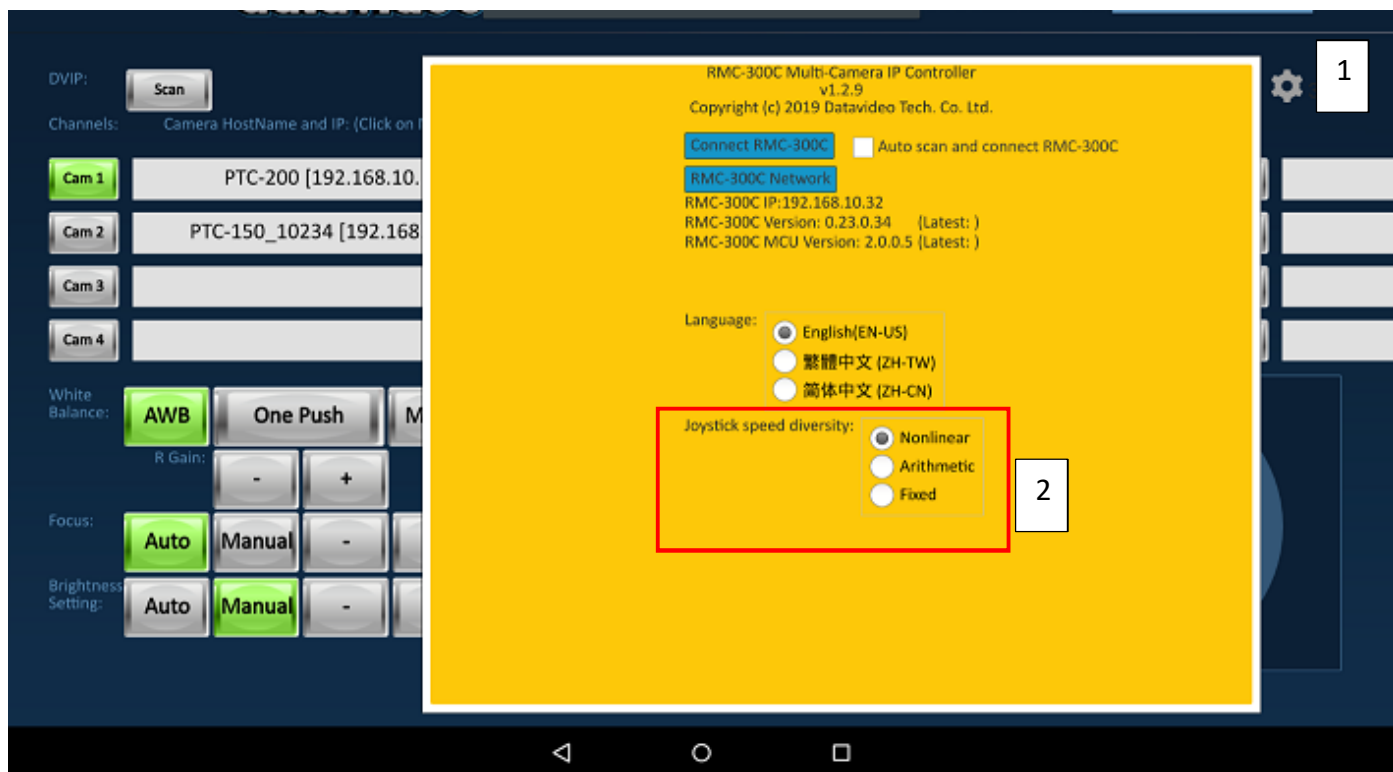 DVIP:
Scan
Channels:
Camera HostName and IP: (Click on
Cam 1
PTC-200 [192.168.10.
Cam 2
PTC-150_10234 [192.168
Cam 3
Cam 4
White
Balance:
AWB
One Push
M
R Gain:
-
+
Focus:
Auto
Manual
-
Brightness
Setting:
Auto
Manual
-
RMC-300C Multi-Camera IP Controller
v1.2.9
Copyright (c) 2019 Datavideo Tech. Co. Ltd.
Connect RMC-300C
Auto scan and connect RMC-300C
RMC-300C Network
RMC-300C IP:192.168.10.32
RMC-300C Version: 0.23.0.34 (Latest: )
RMC-300C MCU Version: 2.0.0.5 (Latest: )
Language:
English(EN-US)
繁體中文 (ZH-TW)
简体中文 (ZH-CN)
Joystick speed diversity:
Nonlinear
Arithmetic
Fixed
1
2